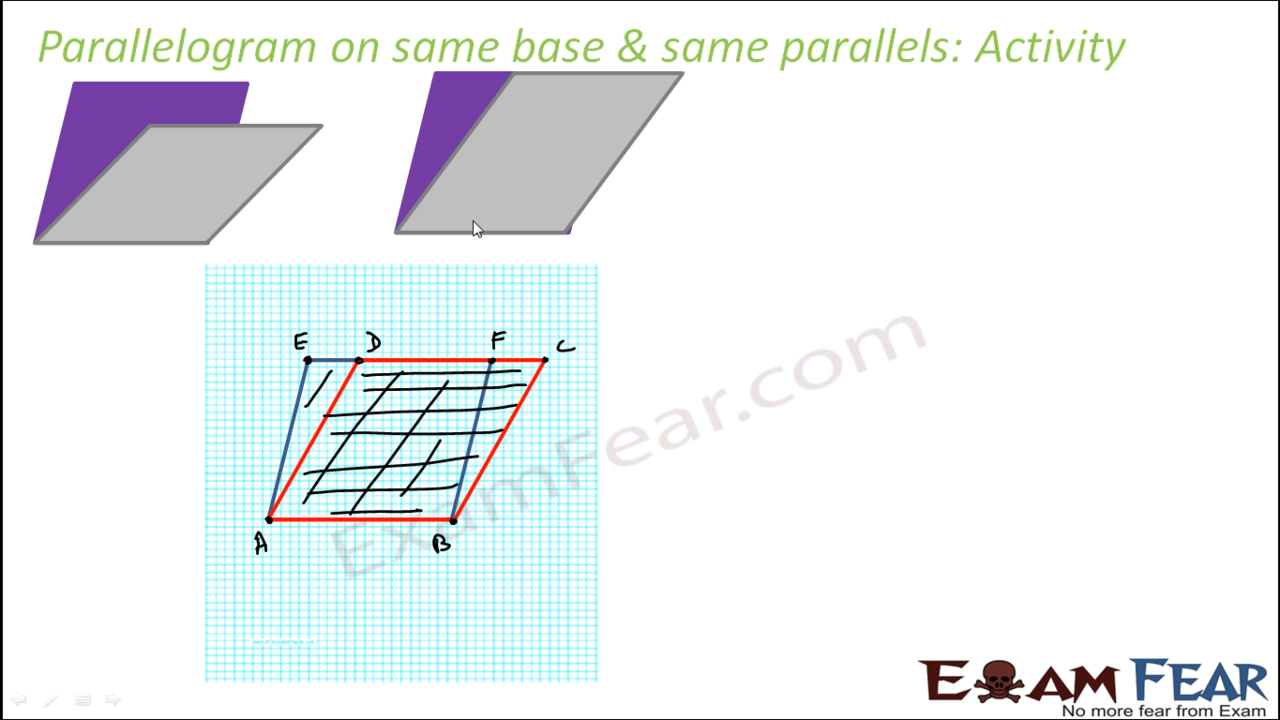 Parallelogram on same base & same parallels: Activity
E D F C
A B
ExamFear.com
EXAM FEAR
No more fear from Exam